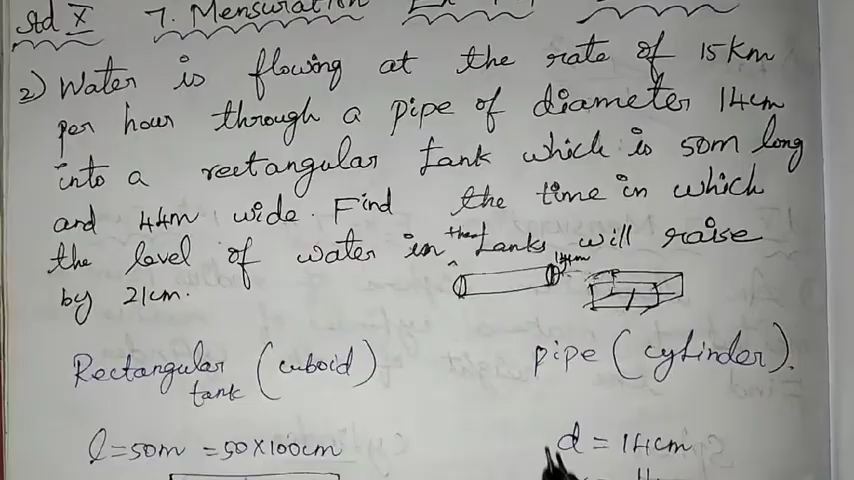 Std X 7. Mensuration
2) Water is flowing at the rate of 15km
per hour through a pipe of diameter 14cm
into a rectangular tank which is 50m long
and 44m wide. Find the time in which
the level of water in the tanks will raise
by 21cm.
14cm
Rectangular tank (cuboid)
pipe (cylinder).
l=50m = 50×100cm
d = 14cm